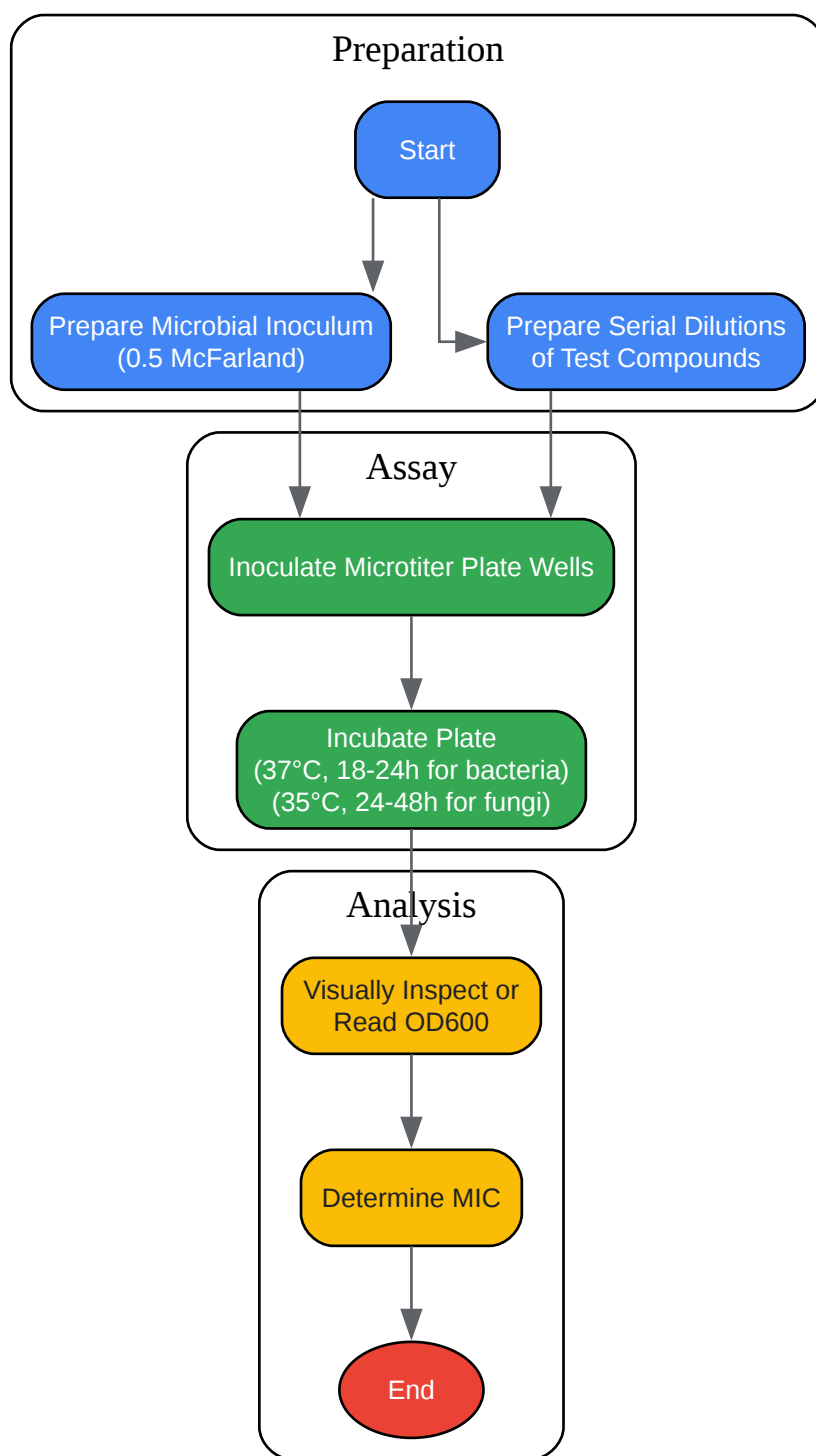 Preparation
Start
Prepare Microbial Inoculum
(0.5 McFarland)
Prepare Serial Dilutions
of Test Compounds
Assay
Inoculate Microtiter Plate Wells
Incubate Plate
(37°C, 18-24h for bacteria)
(35°C, 24-48h for fungi)
Analysis
Visually Inspect or
Read OD600
Determine MIC
End